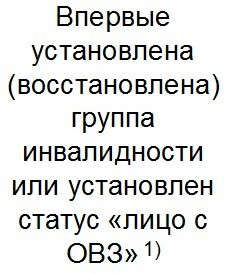 Впервые
установлена
(восстановлена)
группа
инвалидности
или установлен
статус «лицо с
ОВЗ» 1)